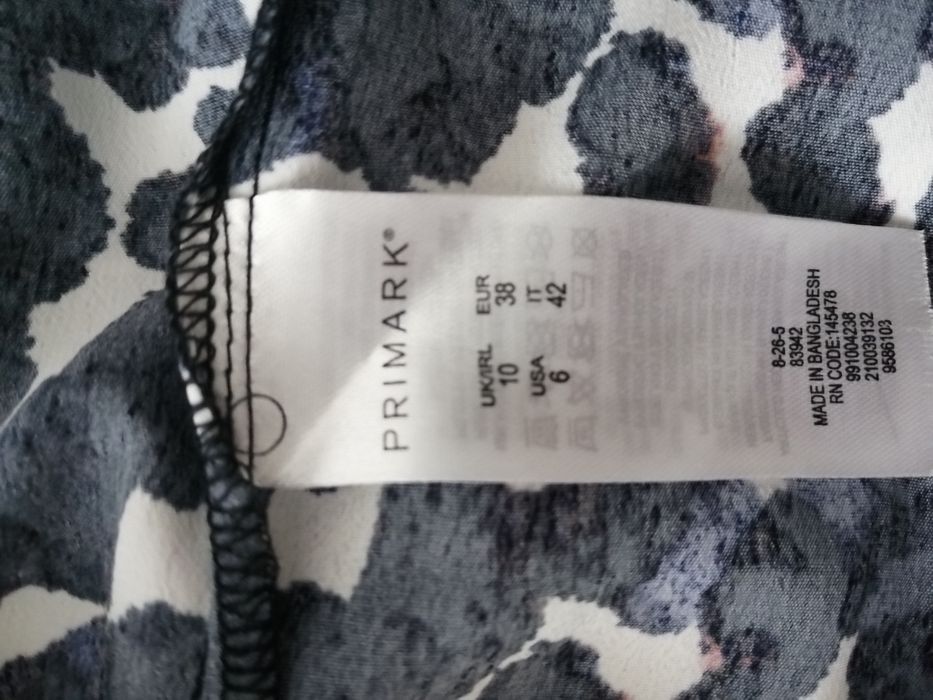 PRIMARK®
UK/IRL EUR
10 38
USA IT
6 42
8-26-5
83942
MADE IN BANGLADESH
RN CODE:145478
991004238
210039132
9586103